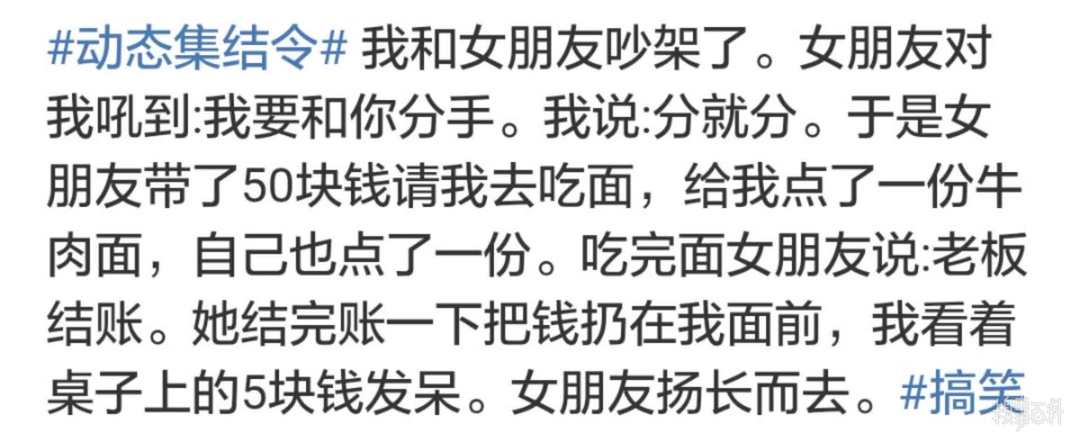 #动态集结令# 我和女朋友吵架了。女朋友对
我吼到:我要和你分手。我说:分就分。于是女
朋友带了50块钱请我去吃面，给我点了一份牛
肉面，自己也点了一份。吃完面女朋友说:老板
结账。她结完账一下把钱扔在我面前，我看着
桌子上的5块钱发呆。女朋友扬长而去。#搞笑